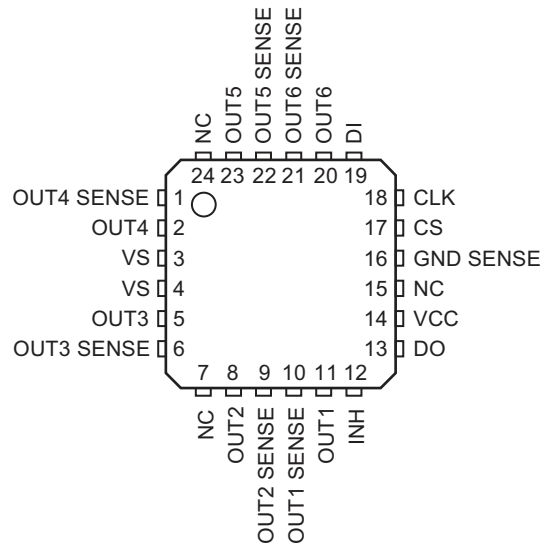 NC
OUT5
OUT5 SENSE
OUT6 SENSE
OUT6
DI
24 23 22 21 20 19
OUT4 SENSE 1
OUT4 2
VS 3
VS 4
OUT3 5
OUT3 SENSE 6
18 CLK
17 CS
16 GND SENSE
15 NC
14 VCC
13 DO
7 8 9 10 11 12
NC
OUT2
OUT2 SENSE
OUT1 SENSE
OUT1
INH